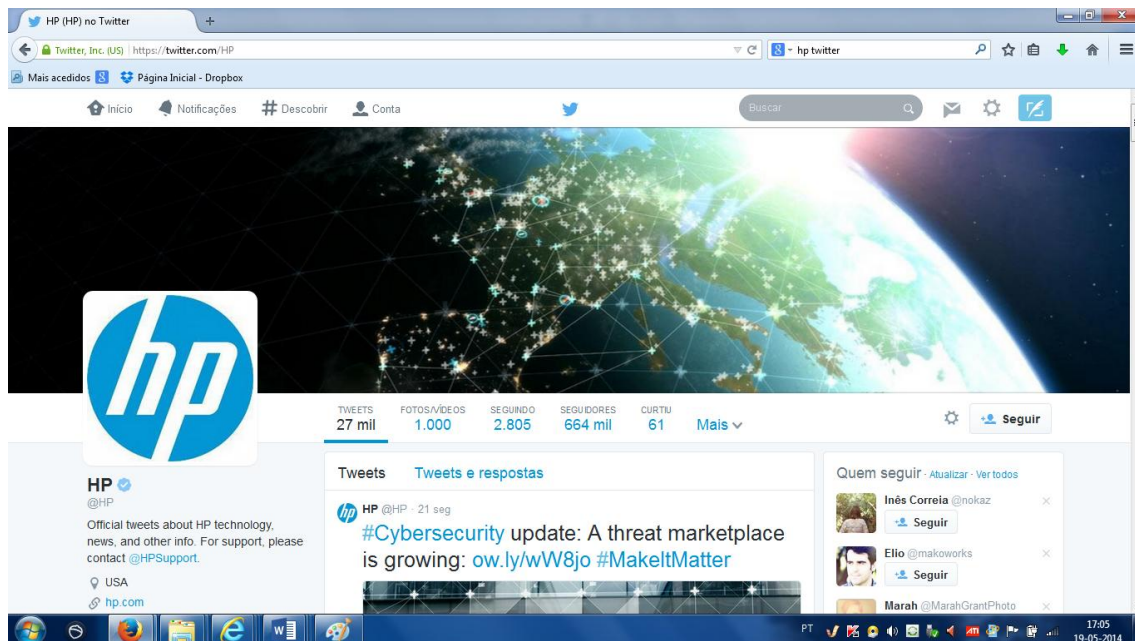 HP (HP) no Twitter
Twitter, Inc. (US) https://twitter.com/HP
hp twitter
Mais acedidos
Página Inicial - Dropbox
Início Notificações Descobrir Conta
Buscar
hp
TWEETS FOTOS/VÍDEOS SEGUINDO SEGUIDORES CURTIU
27 mil 1.000 2.805 664 mil 61 Mais
Seguir
HP
@HP
Official tweets about HP technology,
news, and other info. For support, please
contact @HPSupport.
USA
hp.com
Tweets Tweets e respostas
HP @HP · 21 seg
#Cybersecurity update: A threat marketplace
is growing: ow.ly/wW8jo #MakeItMatter
Quem seguir · Atualizar · Ver todos
Inês Correia @nokaz
Seguir
Elio @makoworks
Seguir
Marah @MarahGrantPhoto
PT
17:05
19-05-2014